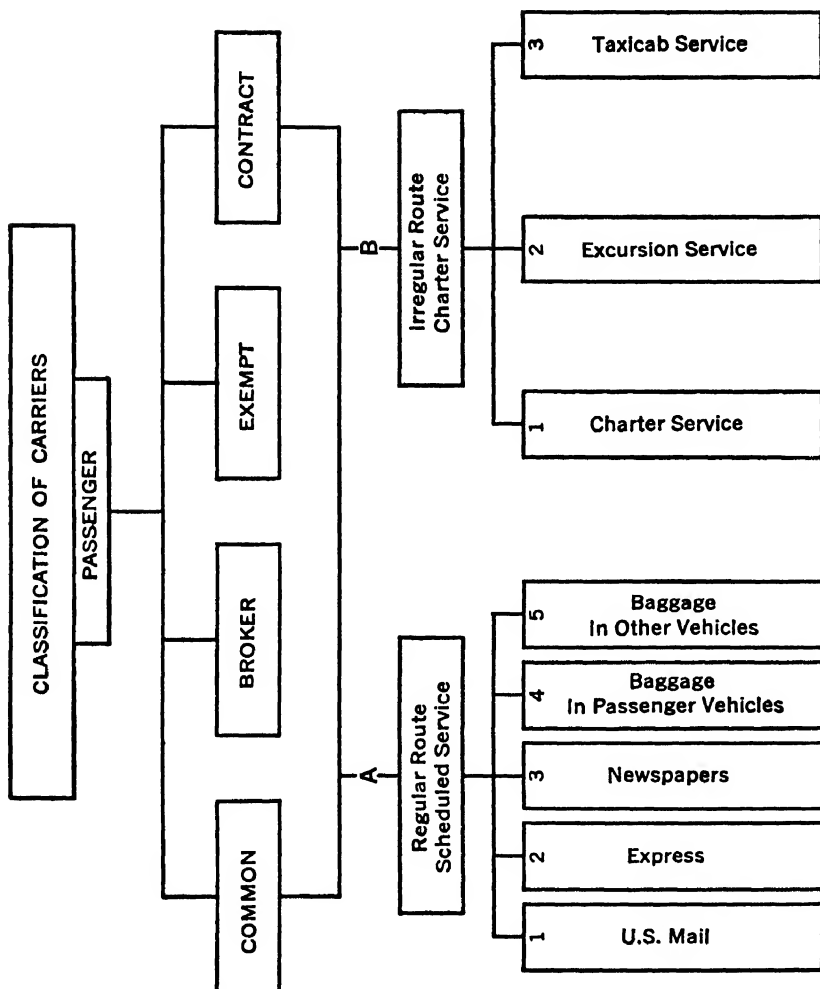 CLASSIFICATION OF CARRIERS
PASSENGER
COMMON
BROKER
EXEMPT
CONTRACT
A
B
Regular Route
Scheduled Service
Irregular Route
Charter Service
1
U.S. Mail
2
Express
3
Newspapers
4
Baggage
In Passenger Vehicles
5
Baggage
In Other Vehicles
1
Charter Service
2
Excursion Service
3
Taxicab Service